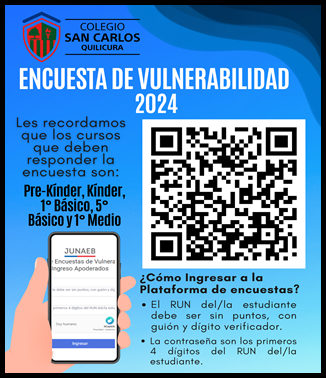 COLEGIO
SAN CARLOS
QUILICURA
ENCUESTA DE VULNERABILIDAD
2024
Les recordamos
que los cursos
que deben
responder la
encuesta son:
Pre-Kínder, Kínder,
1° Básico, 5°
Básico y 1° Medio
JUNAEB
Encuestas de Vulnera
Ingreso Apoderados
Soy humano
Ingresar
¿Cómo Ingresar a la
Plataforma de encuestas?
• El RUN del/la estudiante
debe ser sin puntos, con
guión y dígito verificador.
• La contraseña son los primeros
4 dígitos del RUN del/la
estudiante.